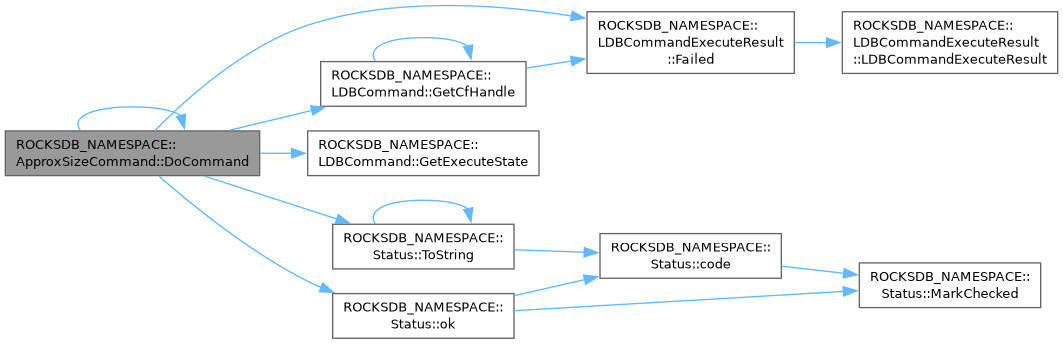 ROCKSDB_NAMESPACE::
ApproxSizeCommand::DoCommand
ROCKSDB_NAMESPACE::
LDBCommand::GetCfHandle
ROCKSDB_NAMESPACE::
LDBCommandExecuteResult
::Failed
ROCKSDB_NAMESPACE::
LDBCommandExecuteResult
::LDBCommandExecuteResult
ROCKSDB_NAMESPACE::
LDBCommand::GetExecuteState
ROCKSDB_NAMESPACE::
Status::ToString
ROCKSDB_NAMESPACE::
Status::code
ROCKSDB_NAMESPACE::
Status::MarkChecked
ROCKSDB_NAMESPACE::
Status::ok